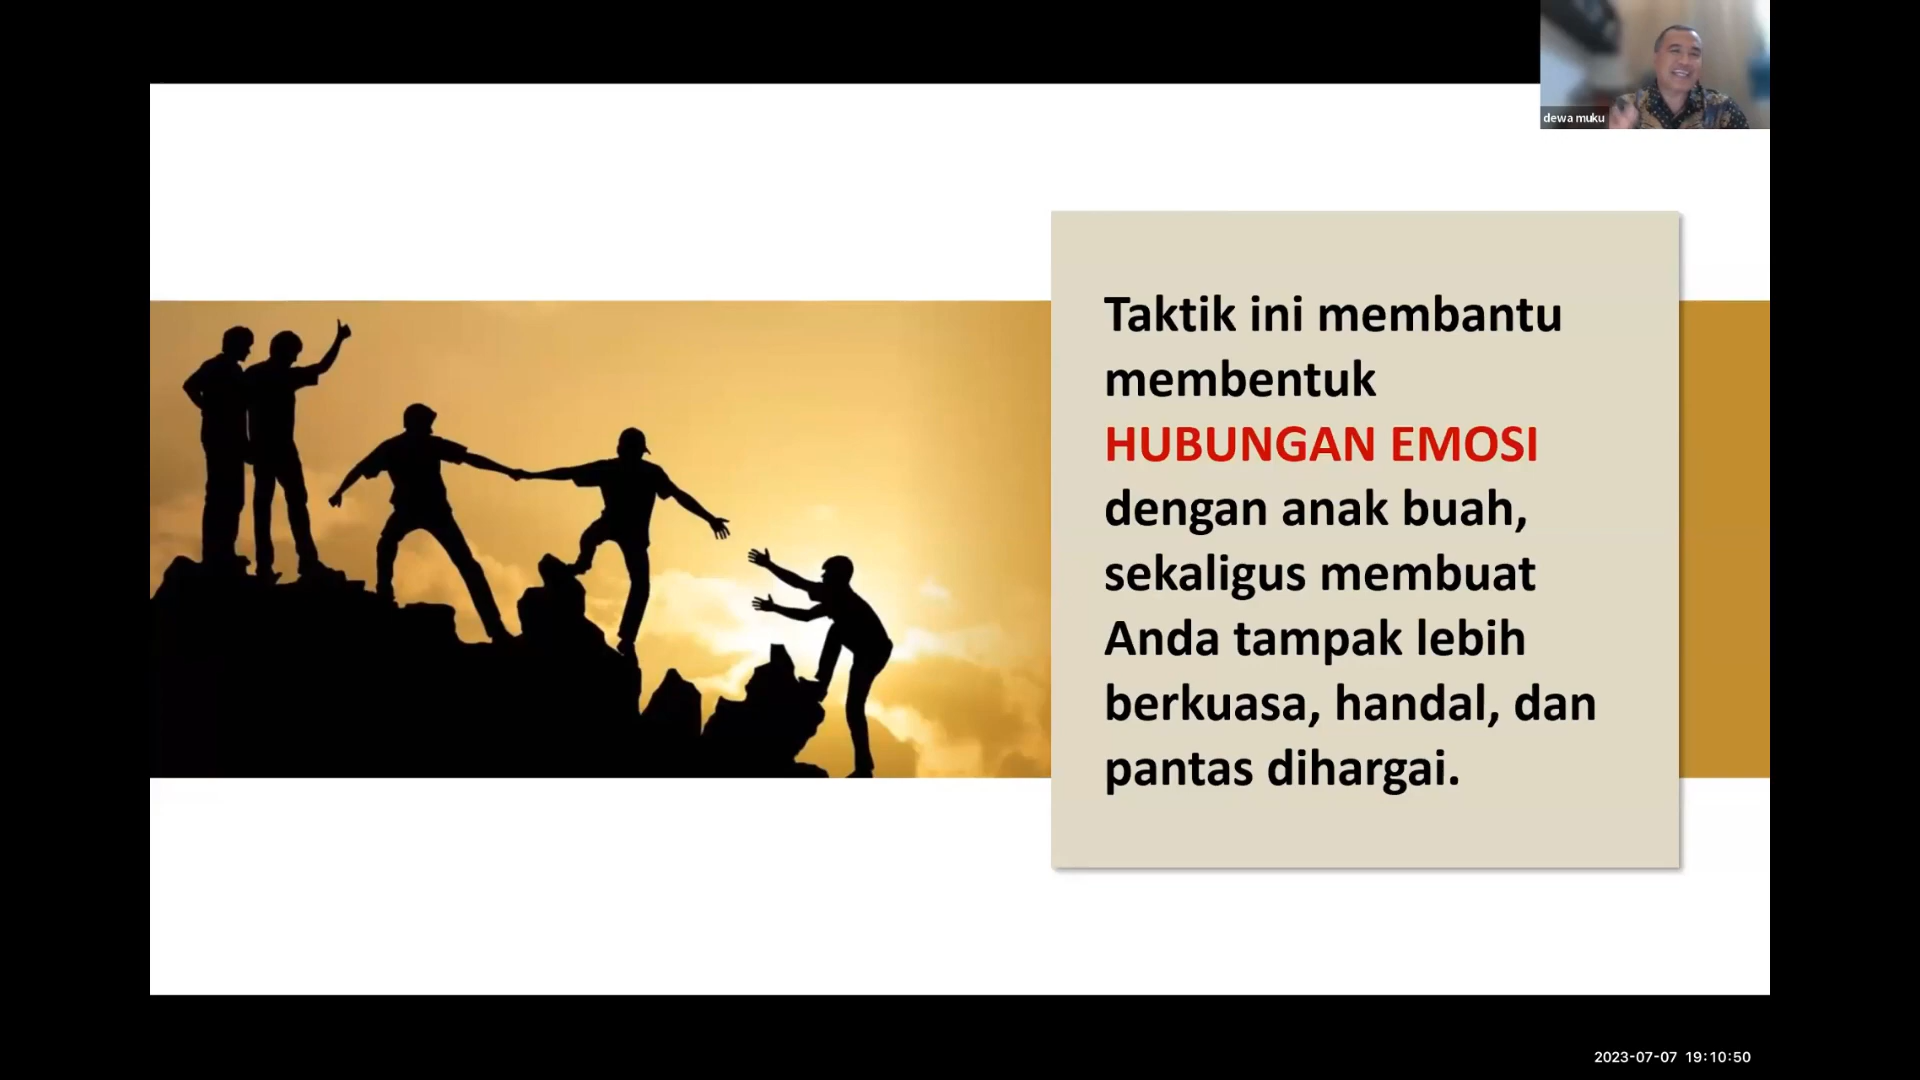 dewa muku
Taktik ini membantu
membentuk
HUBUNGAN EMOSI
dengan anak buah,
sekaligus membuat
Anda tampak lebih
berkuasa, handal, dan
pantas dihargai.
2023-07-07 19:10:50